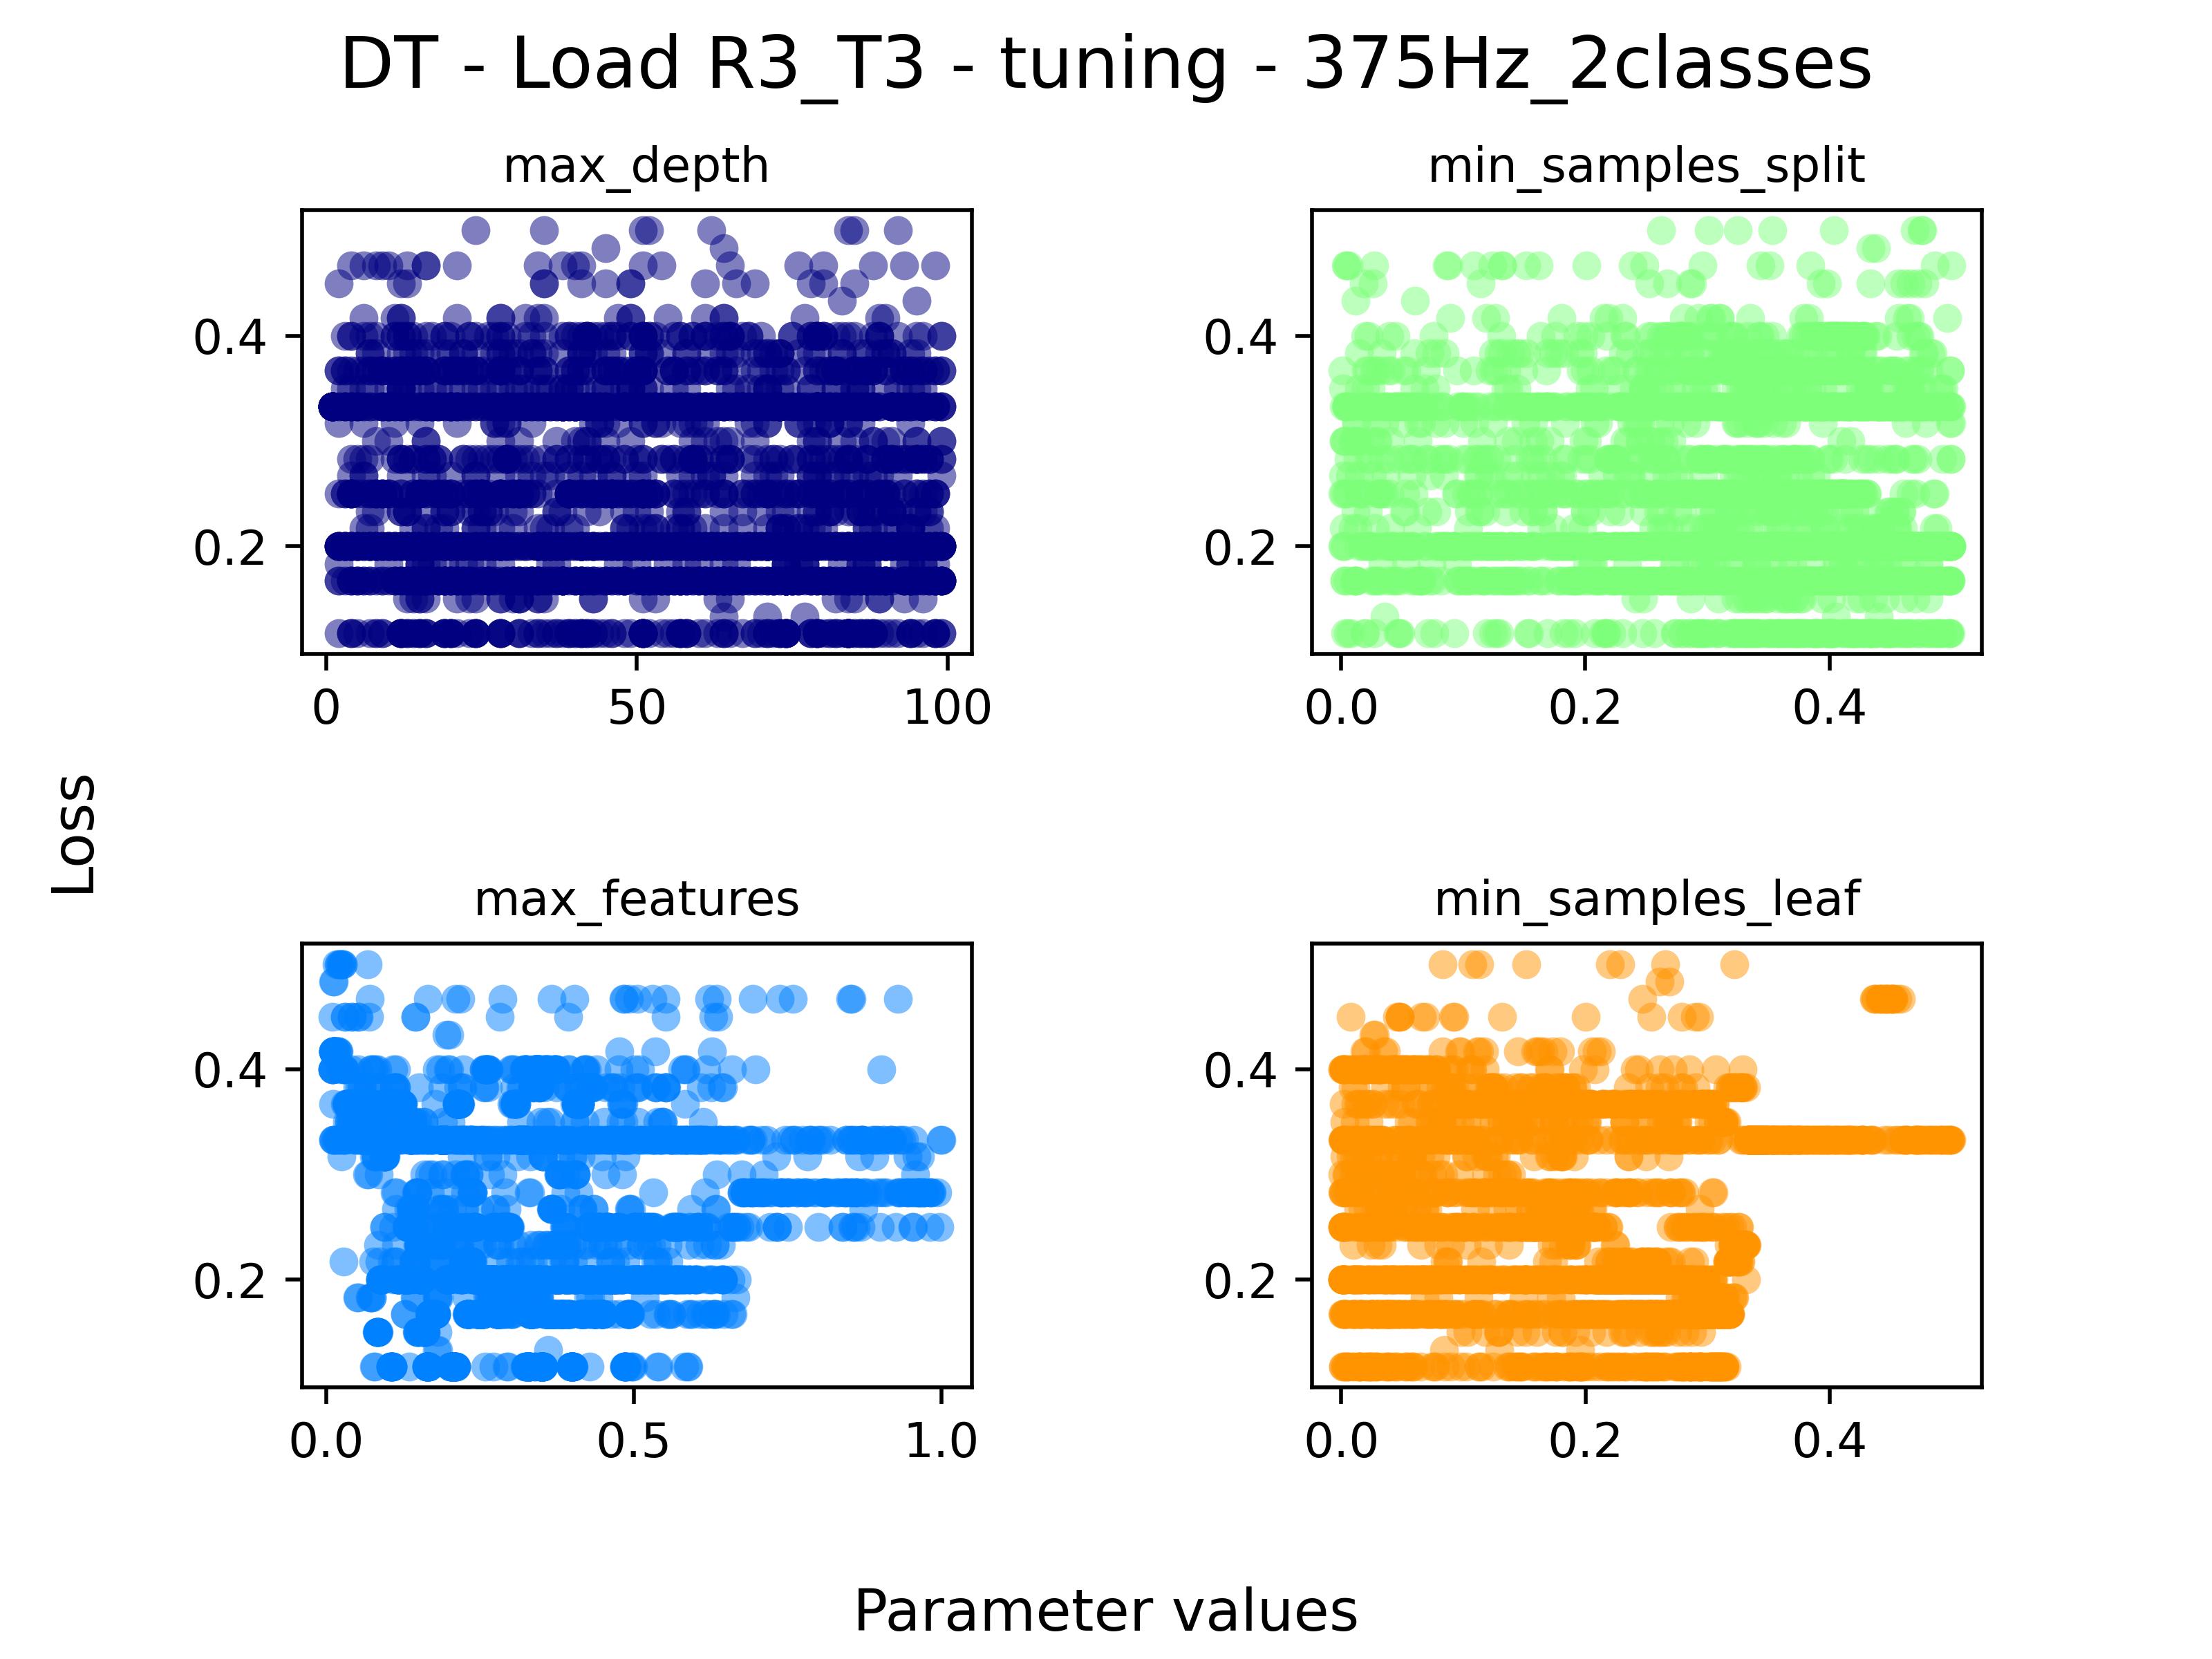 DT - Load R3_T3 - tuning - 375Hz_2classes
max_depth
min_samples_split
0.4
0.2
0 50 100
0.4
0.2
0.0 0.2 0.4
Loss
max_features
min_samples_leaf
0.4
0.2
0.0 0.5 1.0
0.4
0.2
0.0 0.2 0.4
Parameter values